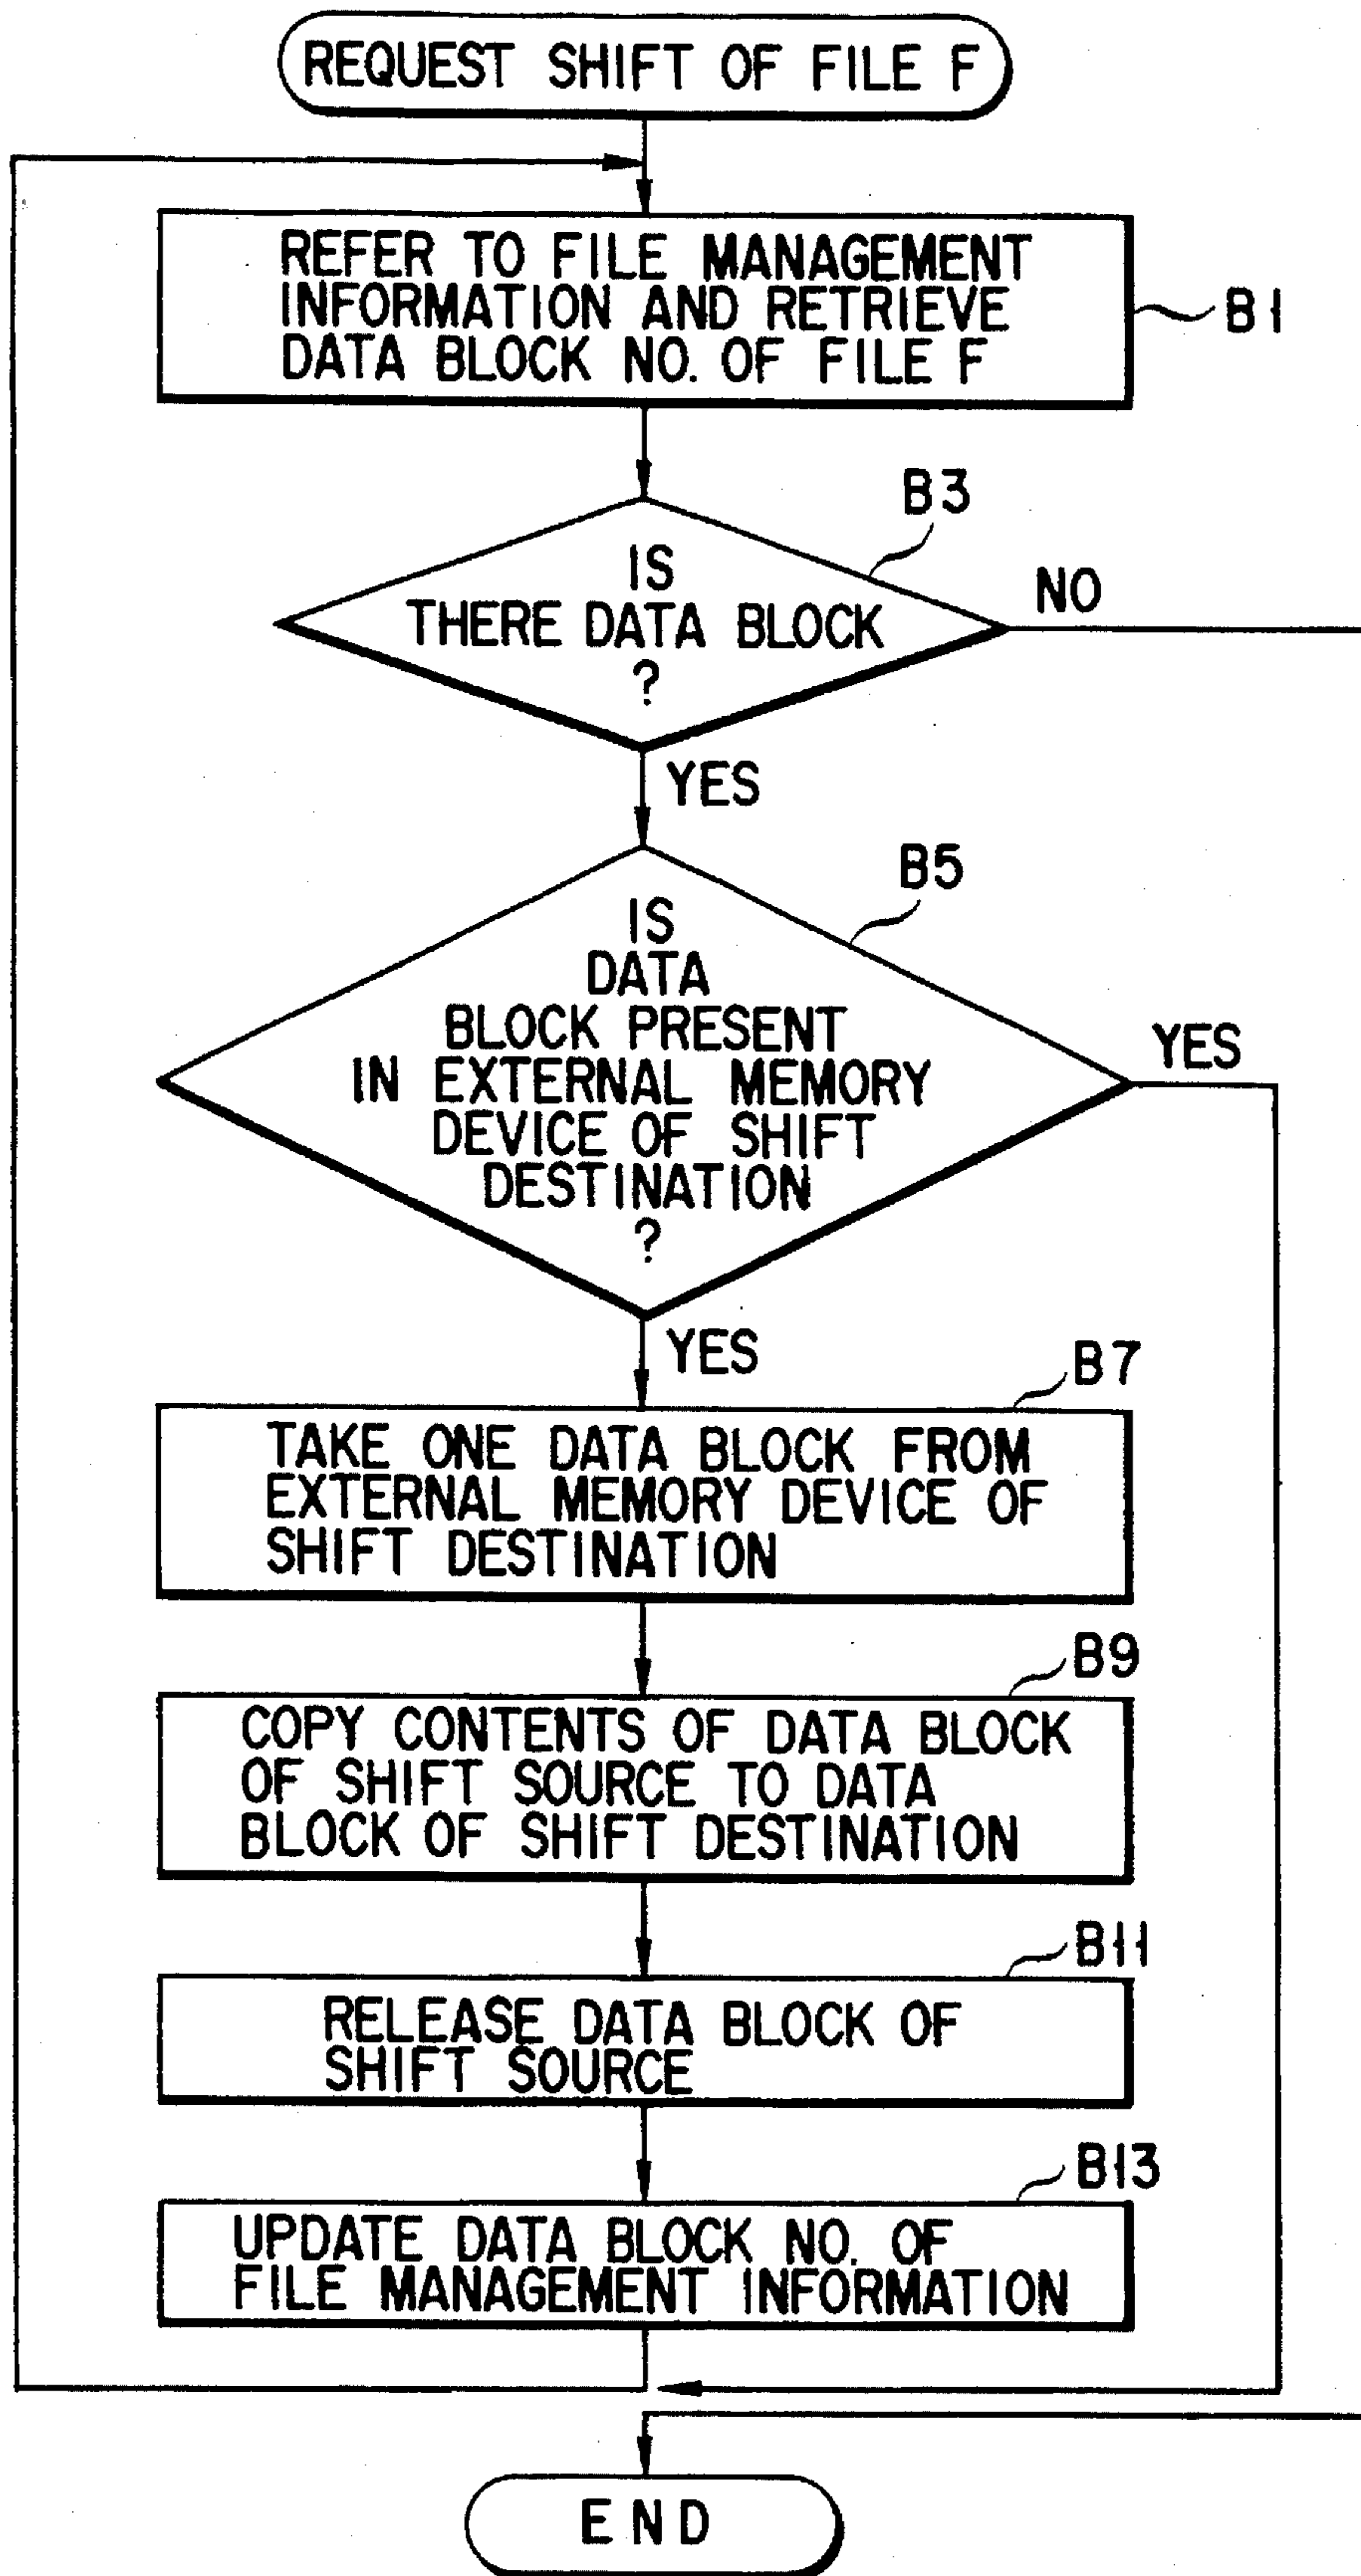 REQUEST SHIFT OF FILE F
REFER TO FILE MANAGEMENT
INFORMATION AND RETRIEVE
DATA BLOCK NO. OF FILE F
B1
B3
IS
THERE DATA BLOCK
?
NO
YES
B5
IS
DATA
BLOCK PRESENT
IN EXTERNAL MEMORY
DEVICE OF SHIFT
DESTINATION
?
YES
YES
B7
TAKE ONE DATA BLOCK FROM
EXTERNAL MEMORY DEVICE OF
SHIFT DESTINATION
B9
COPY CONTENTS OF DATA BLOCK
OF SHIFT SOURCE TO DATA
BLOCK OF SHIFT DESTINATION
B11
RELEASE DATA BLOCK OF
SHIFT SOURCE
B13
UPDATE DATA BLOCK NO. OF
FILE MANAGEMENT INFORMATION
END